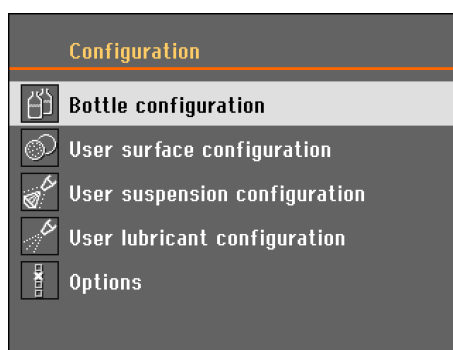 Configuration
Bottle configuration
User surface configuration
User suspension configuration
User lubricant configuration
Options